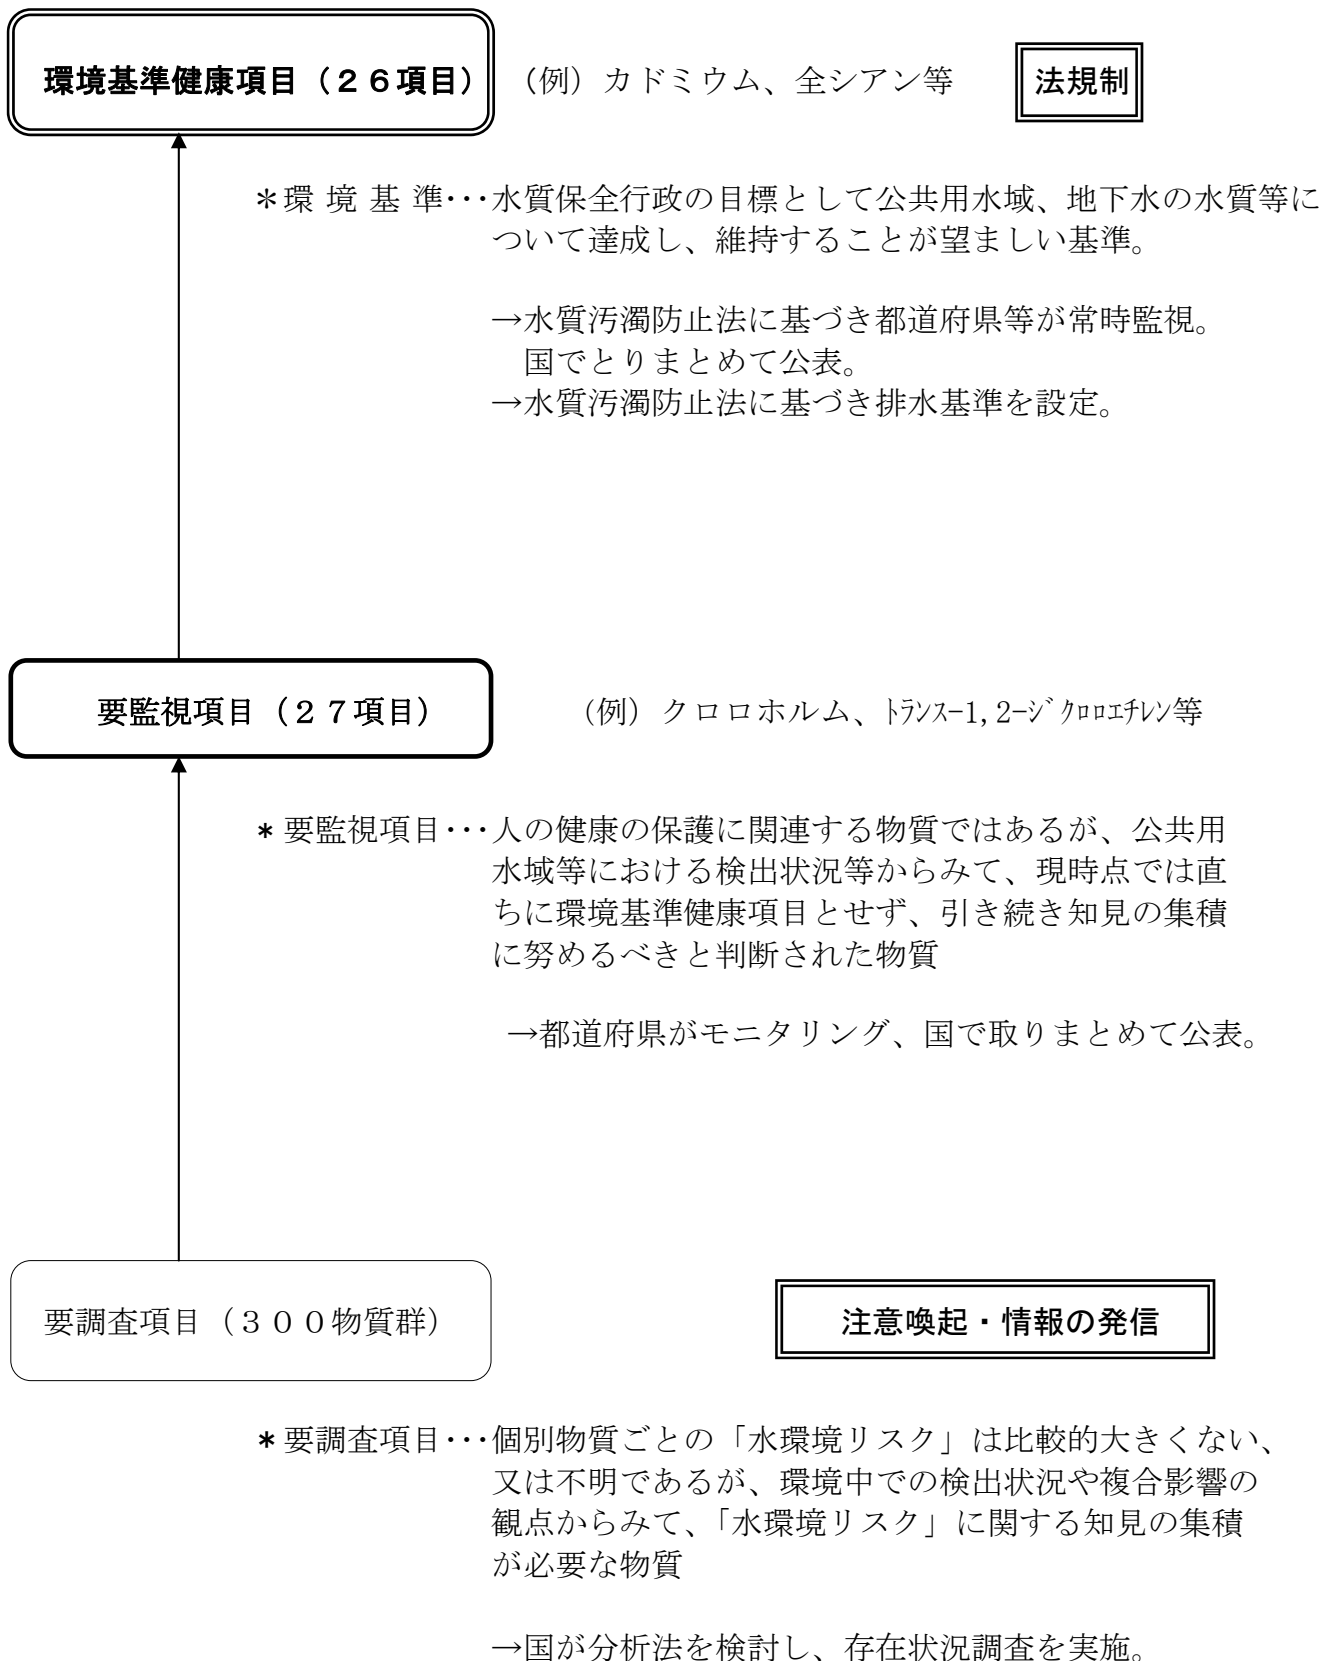 環境基準健康項目（２６項目） （例）カドミウム、全シアン等 法規制
＊環 境 基 準･･･水質保全行政の目標として公共用水域、地下水の水質等に
ついて達成し、維持することが望ましい基準。
→水質汚濁防止法に基づき都道府県等が常時監視。
国でとりまとめて公表。
→水質汚濁防止法に基づき排水基準を設定。
要監視項目（２７項目） （例）クロロホルム、ﾄﾗﾝｽ-1,2-ｼﾞｸﾛﾛｴﾁﾚﾝ等
＊要監視項目･･･人の健康の保護に関連する物質ではあるが、公共用
水域等における検出状況等からみて、現時点では直
ちに環境基準健康項目とせず、引き続き知見の集積
に努めるべきと判断された物質
→都道府県がモニタリング、国で取りまとめて公表。
要調査項目（３００物質群） 注意喚起・情報の発信
＊要調査項目･･･個別物質ごとの「水環境リスク」は比較的大きくない、
又は不明であるが、環境中での検出状況や複合影響の
観点からみて、「水環境リスク」に関する知見の集積
が必要な物質
→国が分析法を検討し、存在状況調査を実施。